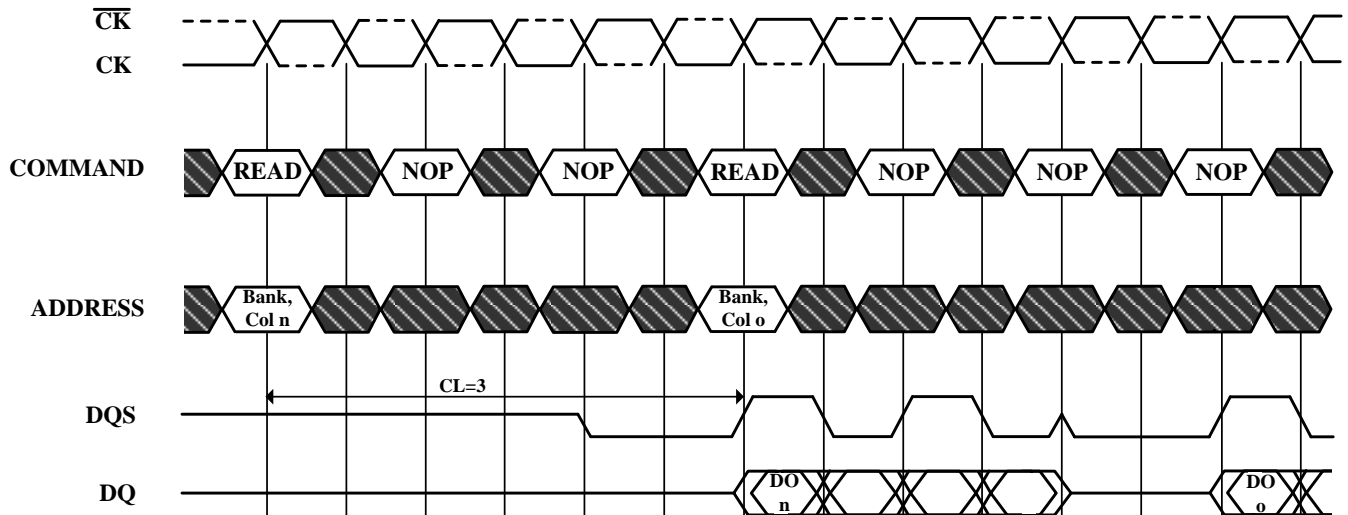 CK
CK
COMMAND READ NOP NOP READ NOP NOP NOP
ADDRESS Bank, Col n Bank, Col o
CL=3
DQS
DQ DO n DO o